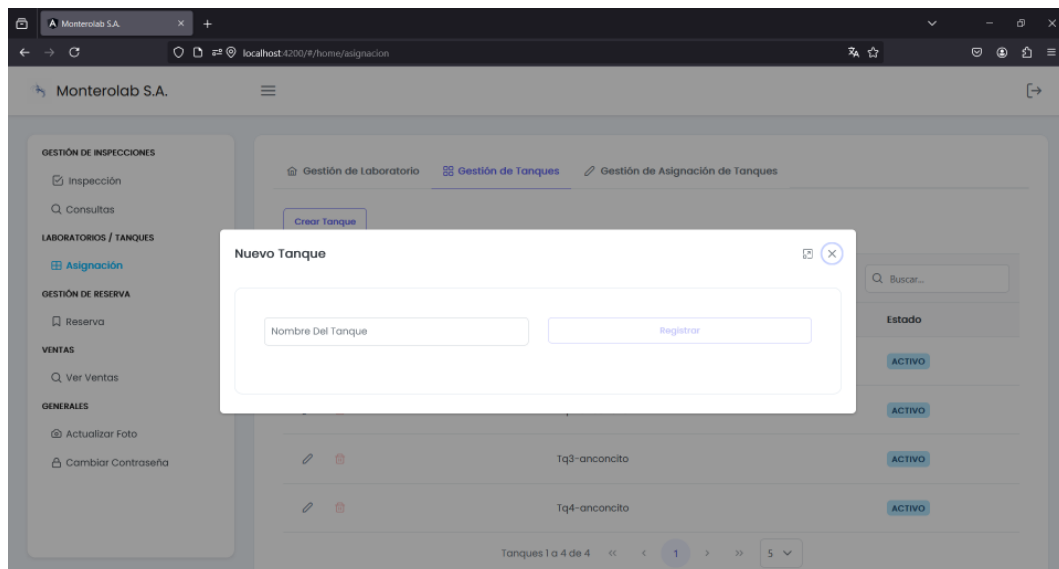 Monterolab S.A.
localhost:4200/#/home/asignacion
Monterolab S.A.
GESTIÓN DE INSPECCIONES
Inspección
Consultas
LABORATORIOS / TANQUES
Asignación
GESTIÓN DE RESERVA
Reserva
VENTAS
Ver Ventas
GENERALES
Actualizar Foto
Cambiar Contraseña
Gestión de Laboratorio
Gestión de Tanques
Gestión de Asignación de Tanques
Crear Tanque
Nuevo Tanque
Nombre Del Tanque
Registrar
Buscar...
Estado
ACTIVO
ACTIVO
Tq3-anconcito
ACTIVO
Tq4-anconcito
ACTIVO
Tanques 1 a 4 de 4
1
5